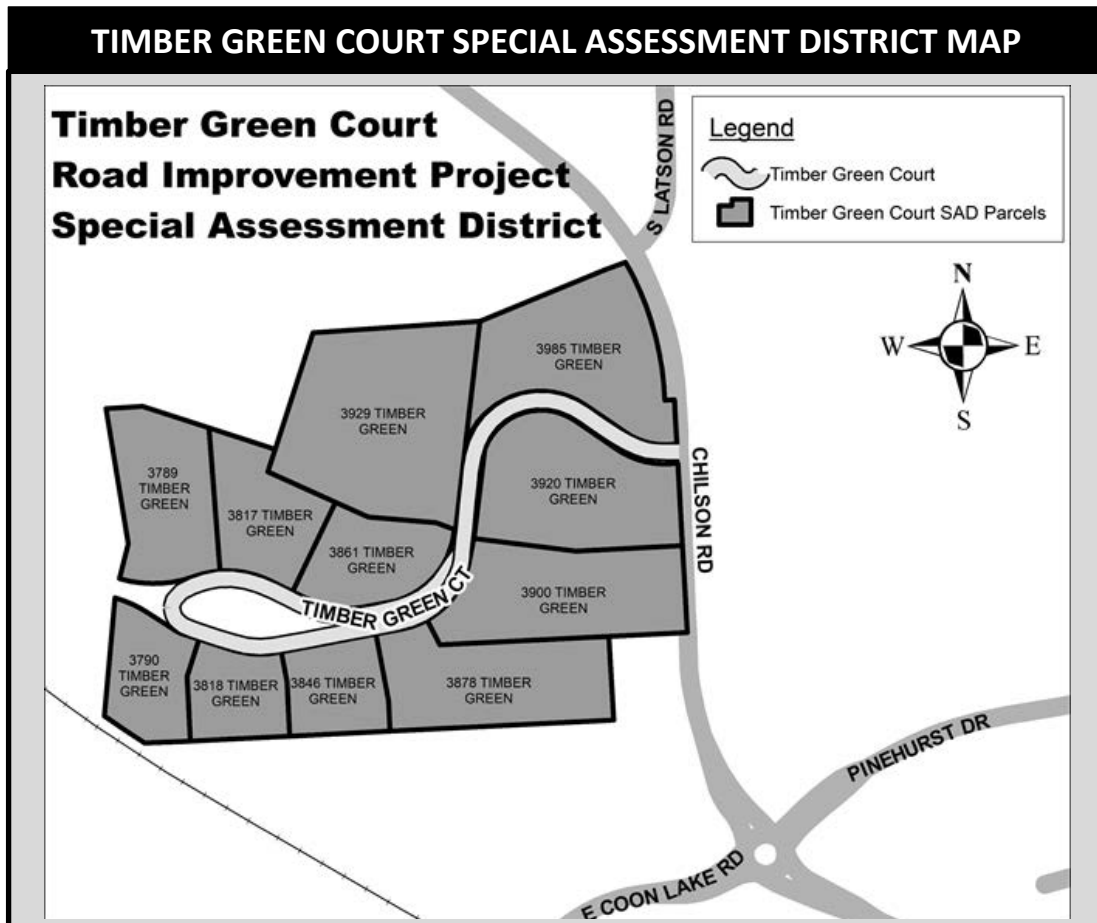 TIMBER GREEN COURT SPECIAL ASSESSMENT DISTRICT MAP
Timber Green Court
Road Improvement Project
Special Assessment District
S LATSON RD
Legend
Timber Green Court
Timber Green Court SAD Parcels
N
W
E
S
3985 TIMBER
GREEN
3929 TIMBER
GREEN
3789
TIMBER
GREEN
3817 TIMBER
GREEN
3920 TIMBER
GREEN
CHILSON RD
3861 TIMBER
GREEN
3900 TIMBER
GREEN
TIMBER GREEN CT
3790
TIMBER
GREEN
3818 TIMBER
GREEN
3846 TIMBER
GREEN
3878 TIMBER
GREEN
PINEHURST DR
E COON LAKE RD